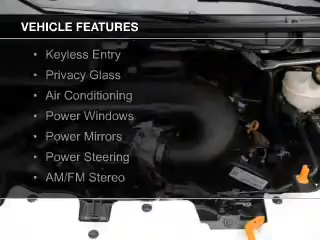 VEHICLE FEATURES
• Keyless Entry
• Privacy Glass
• Air Conditioning
• Power Windows
• Power Mirrors
• Power Steering
• AM/FM Stereo